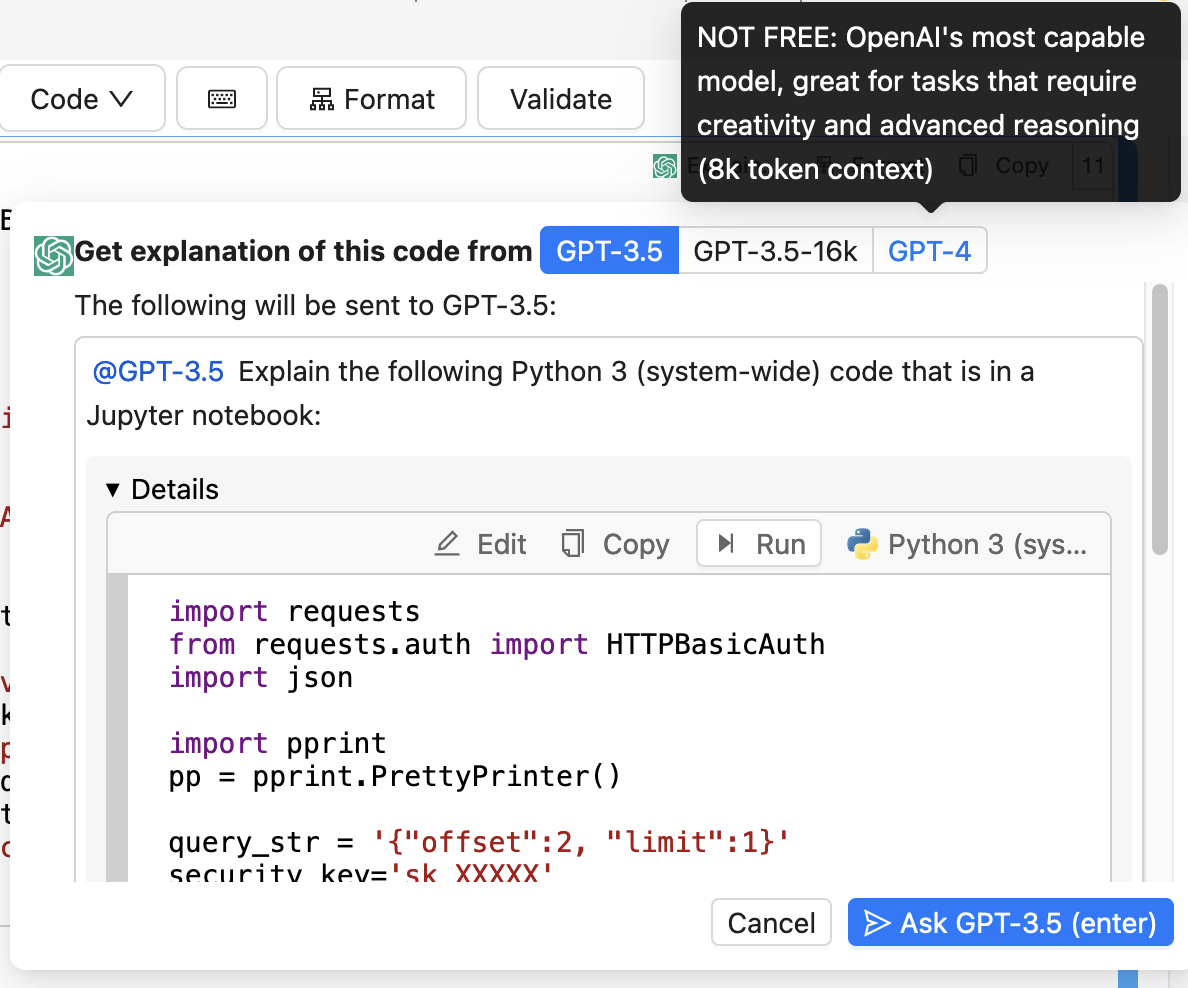 NOT FREE: OpenAI's most capable
model, great for tasks that require
creativity and advanced reasoning
(8k token context)
Code
Format
Validate
Copy
11
Get explanation of this code from GPT-3.5 GPT-3.5-16k GPT-4
The following will be sent to GPT-3.5:
@GPT-3.5 Explain the following Python 3 (system-wide) code that is in a
Jupyter notebook:
▼ Details
Edit Copy Run Python 3 (sys...
import requests
from requests.auth import HTTPBasicAuth
import json
import pprint
pp = pprint.PrettyPrinter()
query_str = '{"offset":2, "limit":1}'
security_key='sk_XXXXX'
Cancel
Ask GPT-3.5 (enter)